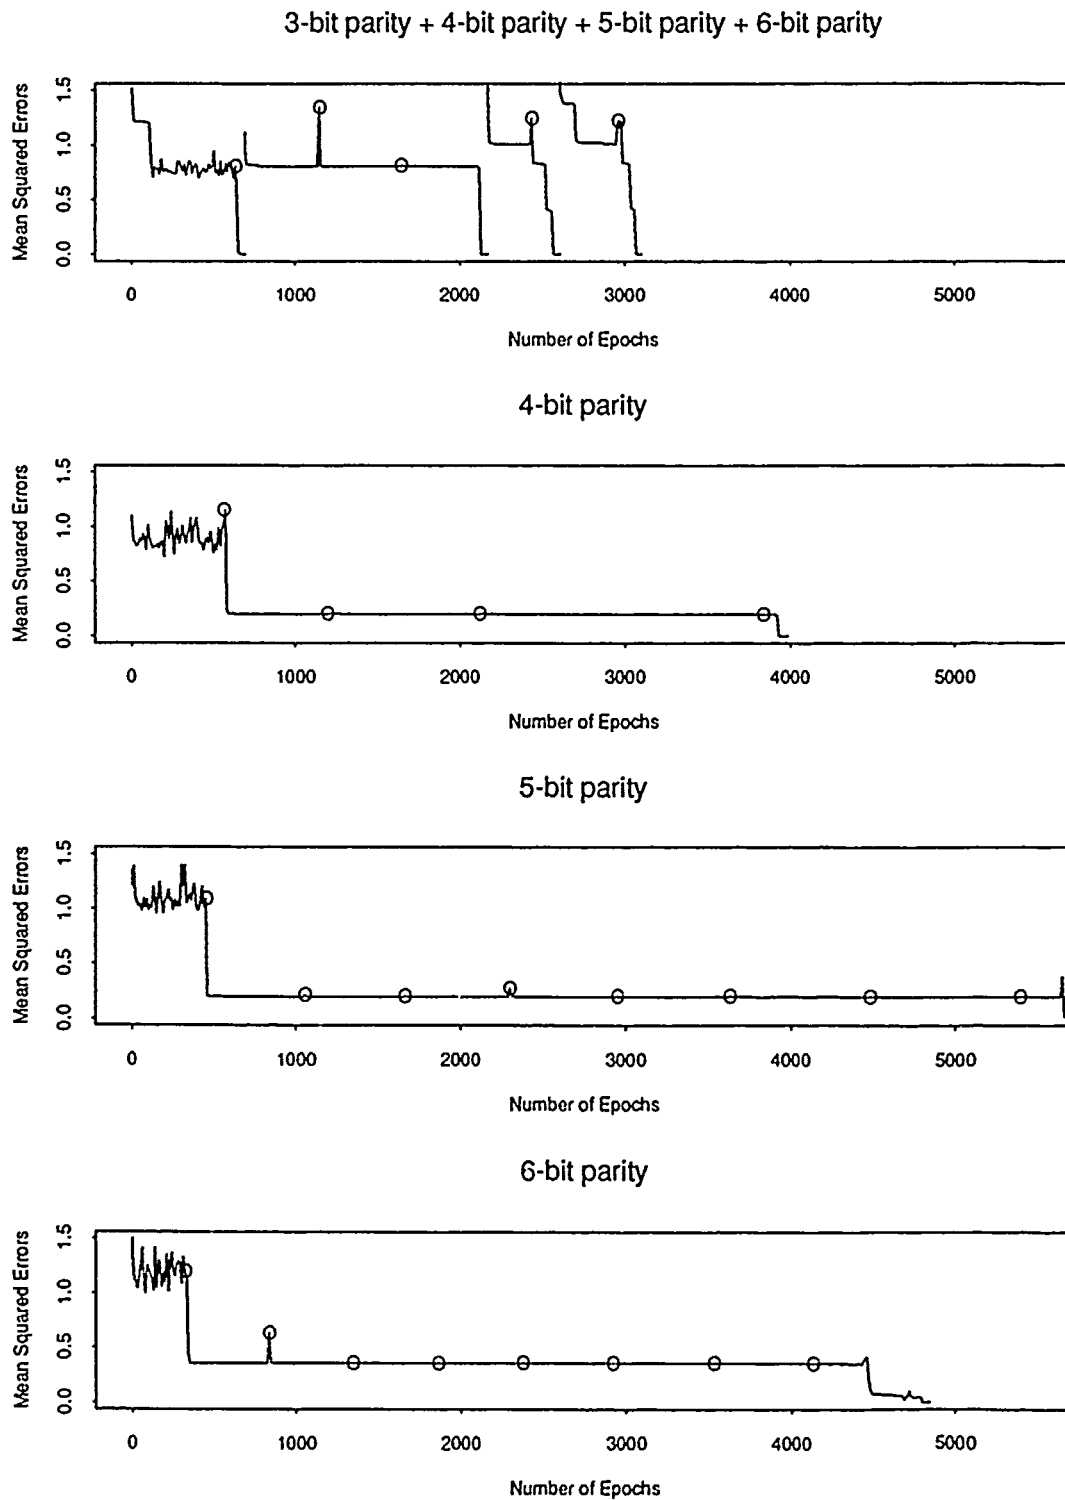 3-bit parity + 4-bit parity + 5-bit parity + 6-bit parity
Mean Squared Errors
0.0 0.5 1.0 1.5
0 1000 2000 3000 4000 5000
Number of Epochs
4-bit parity
Mean Squared Errors
0.0 0.5 1.0 1.5
0 1000 2000 3000 4000 5000
Number of Epochs
5-bit parity
Mean Squared Errors
0.0 0.5 1.0 1.5
0 1000 2000 3000 4000 5000
Number of Epochs
6-bit parity
Mean Squared Errors
0.0 0.5 1.0 1.5
0 1000 2000 3000 4000 5000
Number of Epochs